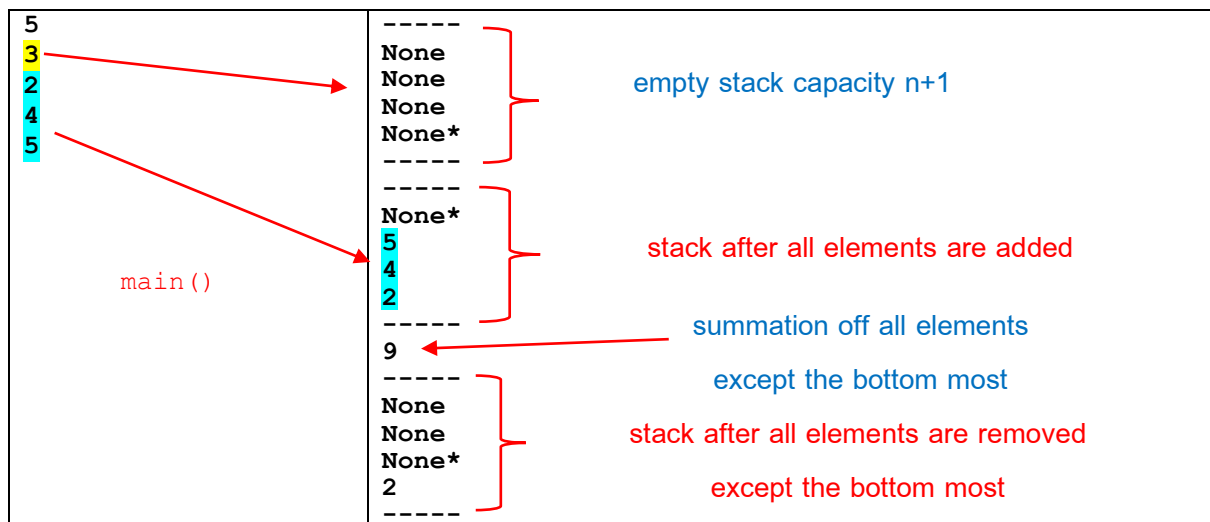 5
3
2
4
5
main()
-----
None
None
None
None*
-----
empty stack capacity n+1
-----
None*
5
4
2
-----
stack after all elements are added
9
summation off all elements
except the bottom most
-----
None
None
None*
2
-----
stack after all elements are removed
except the bottom most